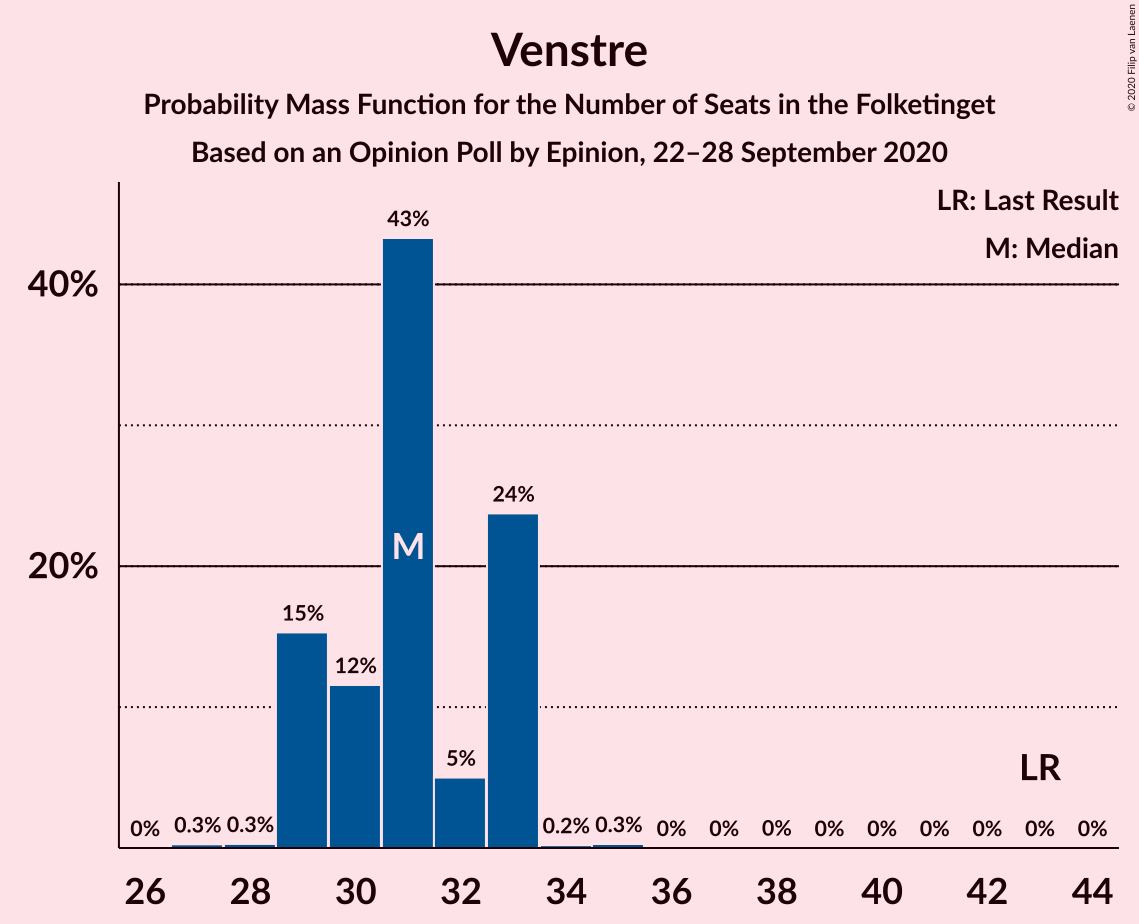 Venstre
Probability Mass Function for the Number of Seats in the Folketinget
Based on an Opinion Poll by Epinion, 22–28 September 2020
© 2020 Filip van Laenen
LR: Last Result
M: Median
43%
40%
24%
M
20%
15%
12%
5%
LR
0% 0.3% 0.3% 0.2% 0.3% 0% 0% 0% 0% 0% 0% 0% 0% 0%
26 28 30 32 34 36 38 40 42 44